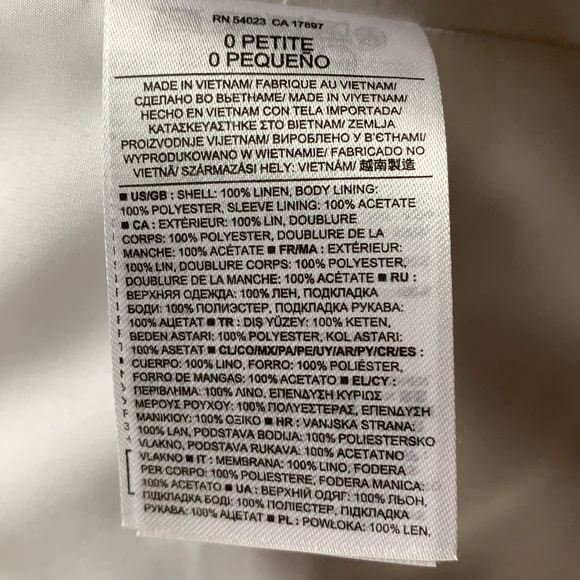 RN 54023 CA 17897
0 PETITE
0 PEQUEÑO
MADE IN VIETNAM/ FABRIQUE AU VIETNAM/
СДЕЛАНО ВО ВЬЕТНАМЕ/ MADE IN VIYETNAM/
HECHO EN VIETNAM CON TELA IMPORTADA/
ΚΑΤΑΣΚΕΥΑΣΤΗΚΕ ΣΤΟ ΒΙΕΤΝΑΜ/ ZEMLJA
PROIZVODNJE VIJETNAM/ ВИРОБЛЕНО У В'ЄТНАМІ/
WYPRODUKOWANO W WIETNAMIE/ FABRICADO NO
VIETNÃ/ SZÁRMAZÁSI HELY: VIETNÁM/ 越南製造
■ US/GB : SHELL: 100% LINEN, BODY LINING:
100% POLYESTER, SLEEVE LINING: 100% ACETATE
■ CA : EXTÉRIEUR: 100% LIN, DOUBLURE
CORPS: 100% POLYESTER, DOUBLURE DE LA
MANCHE: 100% ACÉTATE ■ FR/MA : EXTÉRIEUR:
100% LIN, DOUBLURE CORPS: 100% POLYESTER,
DOUBLURE DE LA MANCHE: 100% ACÉTATE ■ RU :
ВЕРХНЯЯ ОДЕЖДА: 100% ЛЕН, ПОДКЛАДКА
БОДИ: 100% ПОЛИЭСТЕР, ПОДКЛАДКА РУКАВА:
100% АЦЕТАТ ■ TR : DIŞ YÜZEY: 100% KETEN,
BEDEN ASTARI: 100% POLYESTER, KOL ASTARI:
100% ASETAT ■ CL/CO/MX/PA/PE/UY/AR/PY/CR/ES :
CUERPO: 100% LINO, FORRO: 100% POLIÉSTER,
FORRO DE MANGAS: 100% ACETATO ■ EL/CY :
ΠΕΡΙΒΛΗΜΑ: 100% ΛΙΝΟ, ΕΠΕΝΔΥΣΗ ΚΥΡΙΩΣ
ΜΕΡΟΥΣ ΡΟΥΧΟΥ: 100% ΠΟΛΥΕΣΤΕΡΑΣ, ΕΠΕΝΔΥΣΗ
ΜΑΝΙΚΙΟΥ: 100% ΟΞΙΚΟ ■ HR : VANJSKA STRANA:
100% LAN, PODSTAVA BODIJA: 100% POLIESTERSKO
VLAKNO, PODSTAVA RUKAVA: 100% ACETATNO
VLAKNO ■ IT : MEMBRANA: 100% LINO, FODERA
PER CORPO: 100% POLIESTERE, FODERA MANICA:
100% ACETATO ■ UA : ВЕРХНІЙ ОДЯГ: 100% ЛЬОН,
ПІДКЛАДКА БОДІ: 100% ПОЛІЕСТЕР, ПІДКЛАДКА
РУКАВА: 100% АЦЕТАТ ■ PL : POWŁOKA: 100% LEN,